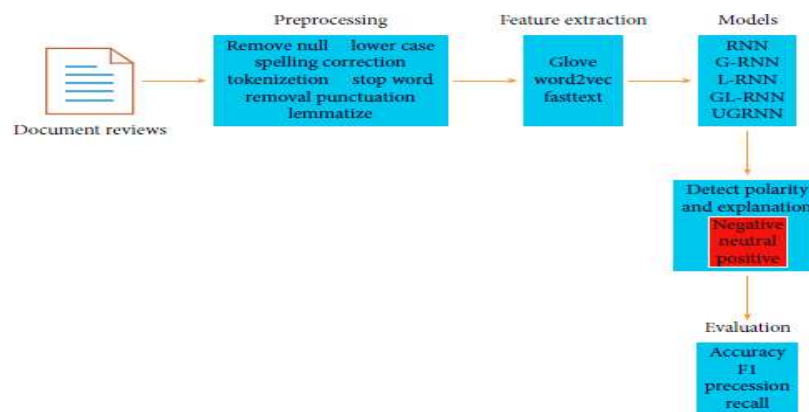 Document reviews
Preprocessing
Remove null lower case
spelling correction
tokenizetion stop word
removal punctuation
lemmatize
Feature extraction
Glove
word2vec
fasttext
Models
RNN
G-RNN
L-RNN
GL-RNN
UGRNN
Detect polarity
and explanation
Negative
neutral
positive
Evaluation
Accuracy
F1
precession
recall